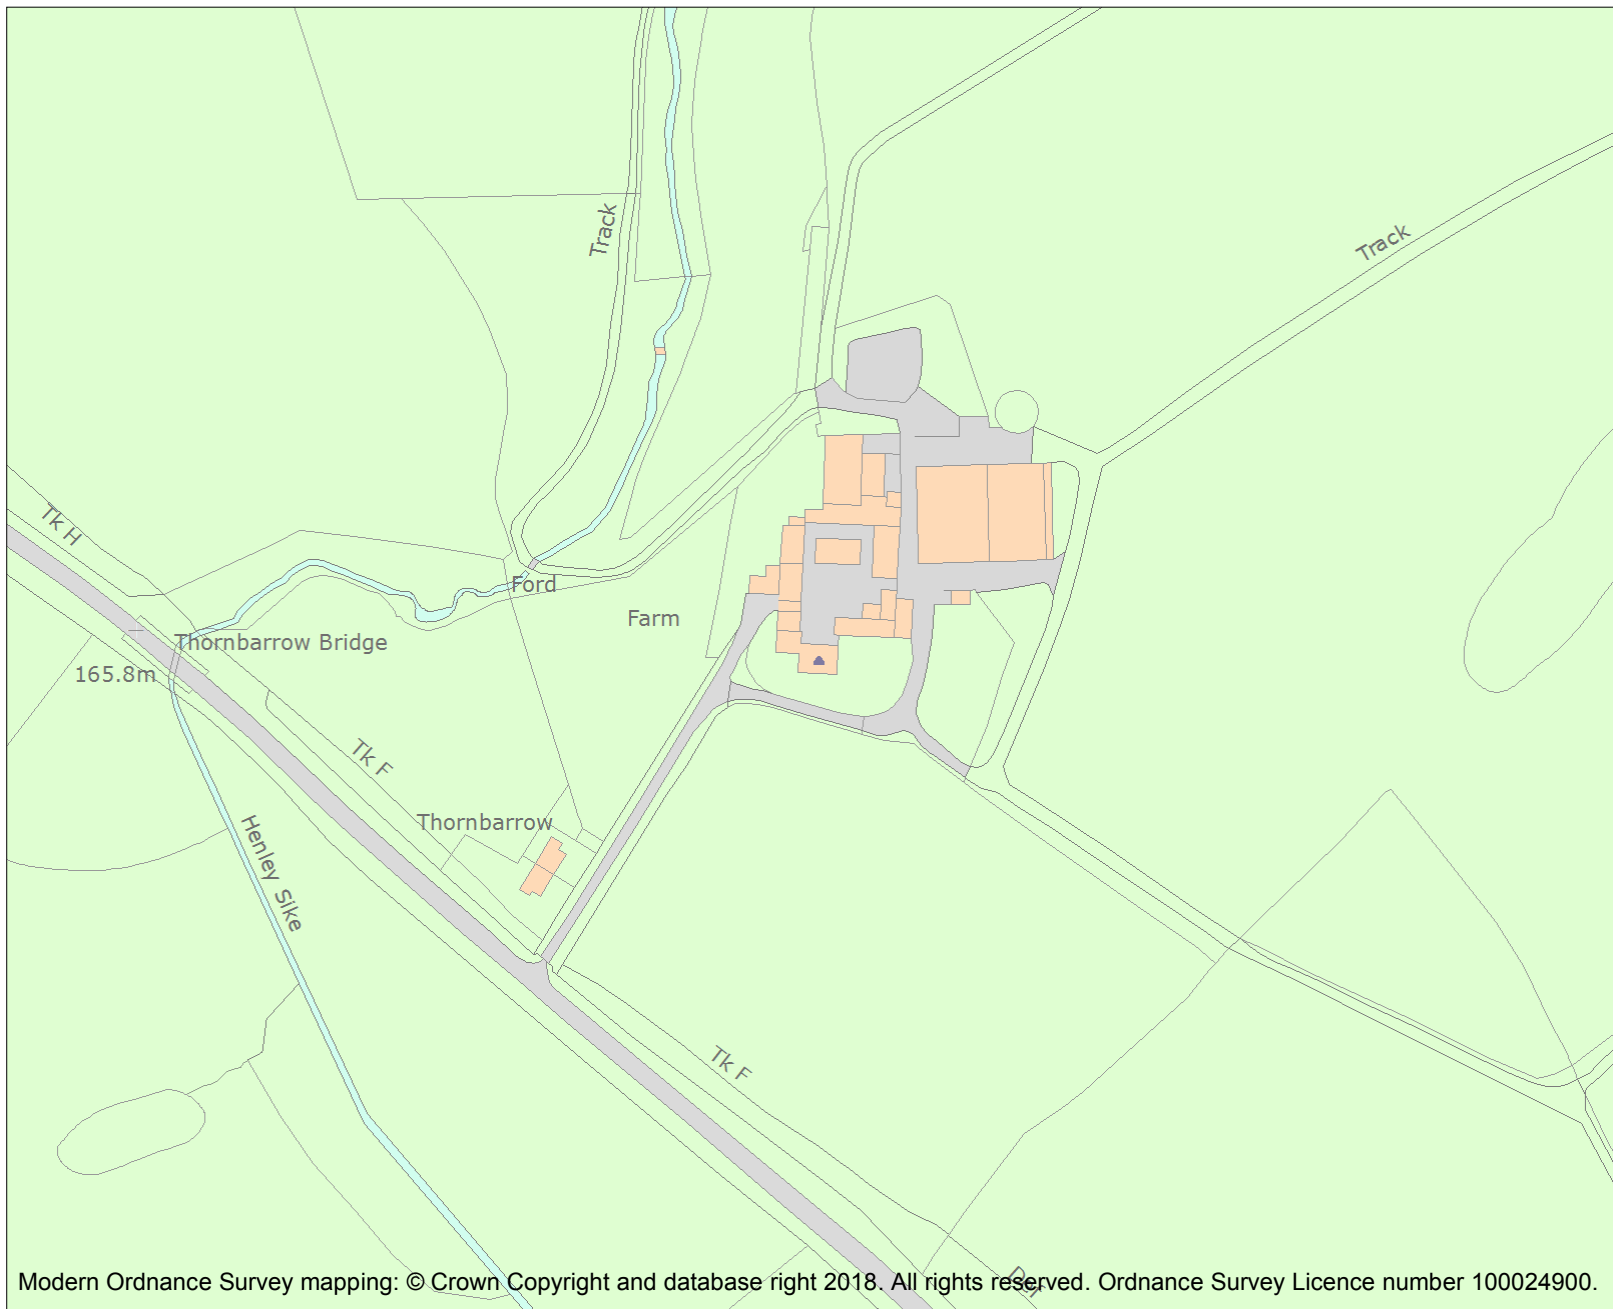 Track
Track
Tk H
Ford
Farm
Thornbarrow Bridge
165.8m
Tk F
Thornbarrow
Henley Sike
Tk F
Def
Modern Ordnance Survey mapping: © Crown Copyright and database right 2018. All rights reserved. Ordnance Survey Licence number 100024900.